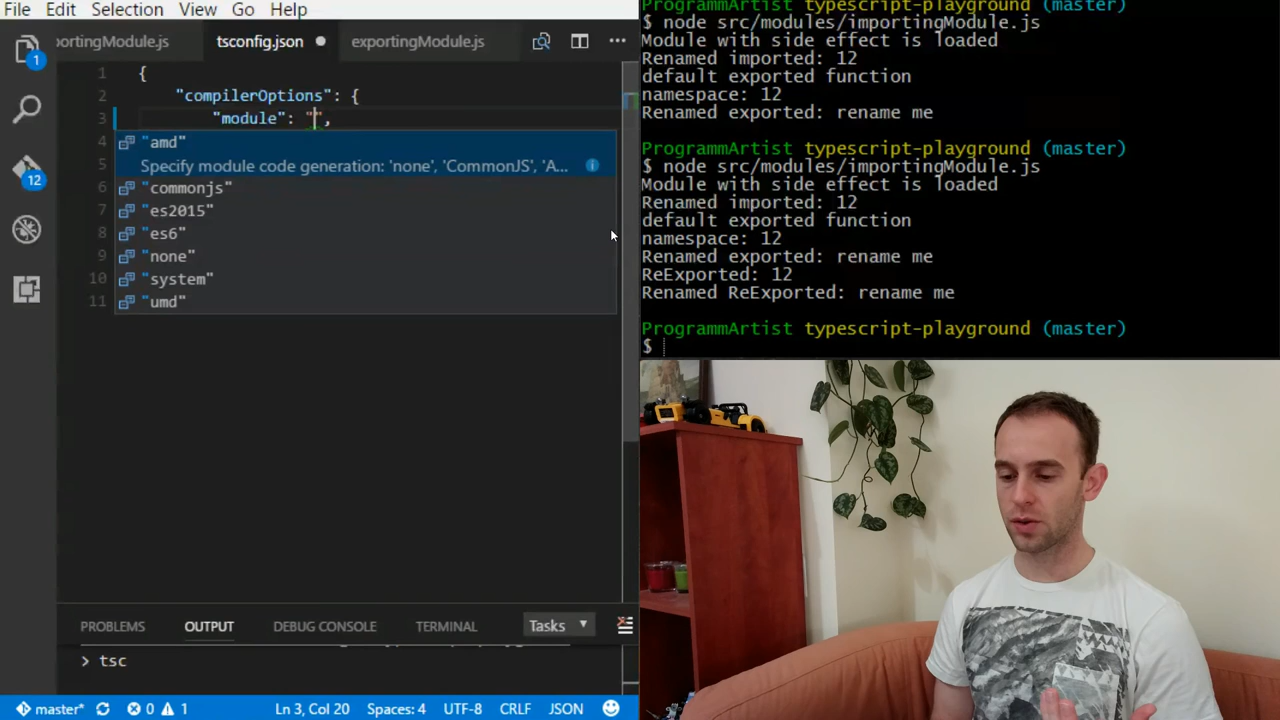 File Edit Selection View Go Help
portingModule.js tsconfig.json exportingModule.js
1 {
2 "compilerOptions": {
3 "module": "",
4 "amd"
5 Specify module code generation: 'none', 'CommonJS', 'A...
6 "commonjs"
7 "es2015"
8 "es6"
9 "none"
10 "system"
11 "umd"
1
12
PROBLEMS OUTPUT DEBUG CONSOLE TERMINAL Tasks
> tsc
master* 0 1 Ln 3, Col 20 Spaces: 4 UTF-8 CRLF JSON
ProgrammArtist typescript-playground (master)
$ node src/modules/importingModule.js
Module with side effect is loaded
Renamed imported: 12
default exported function
namespace: 12
Renamed exported: rename me
ProgrammArtist typescript-playground (master)
$ node src/modules/importingModule.js
Module with side effect is loaded
Renamed imported: 12
default exported function
namespace: 12
Renamed exported: rename me
ReExported: 12
Renamed ReExported: rename me
ProgrammArtist typescript-playground (master)
$